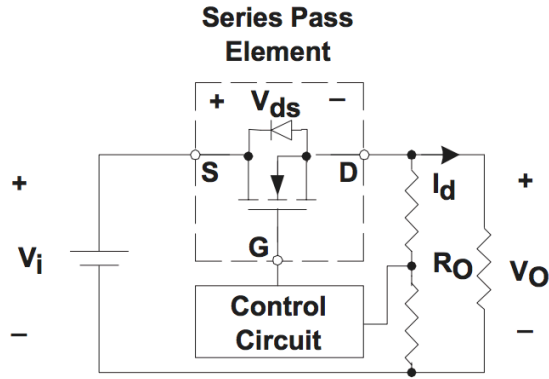 Series Pass
Element
+ Vds –
S D
+ Id +
G
Vi RO VO
Control
Circuit
– –